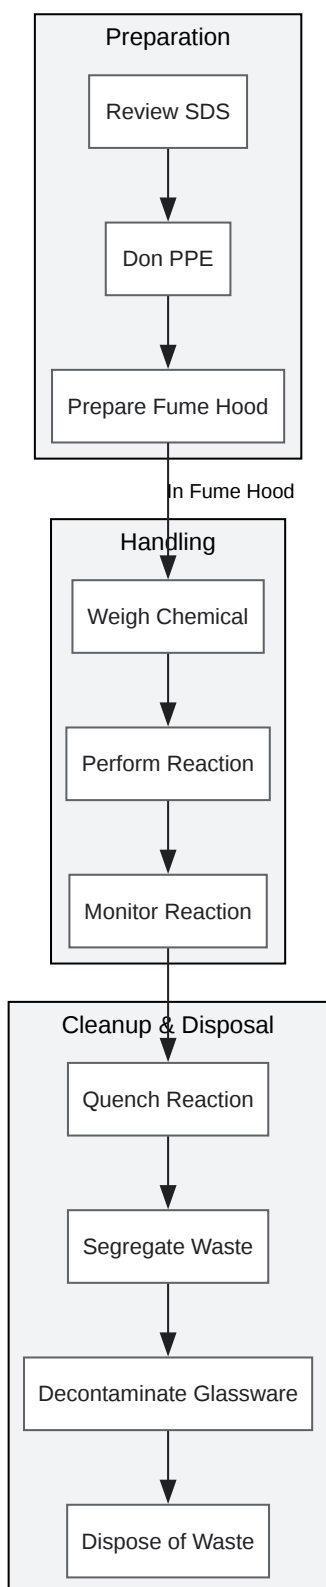 Preparation
Review SDS
Don PPE
Prepare Fume Hood
In Fume Hood
Handling
Weigh Chemical
Perform Reaction
Monitor Reaction
Cleanup & Disposal
Quench Reaction
Segregate Waste
Decontaminate Glassware
Dispose of Waste